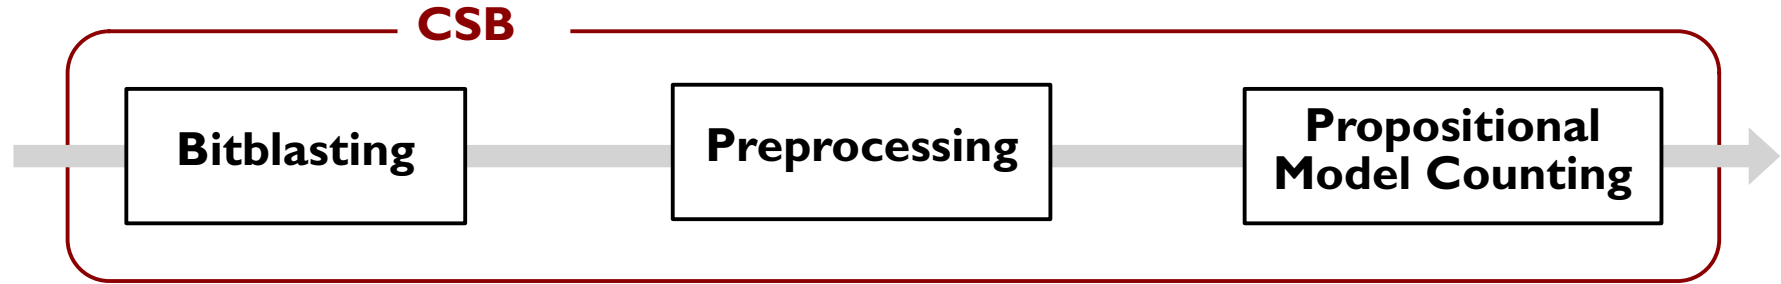 CSB
Bitblasting
Preprocessing
Propositional
Model Counting